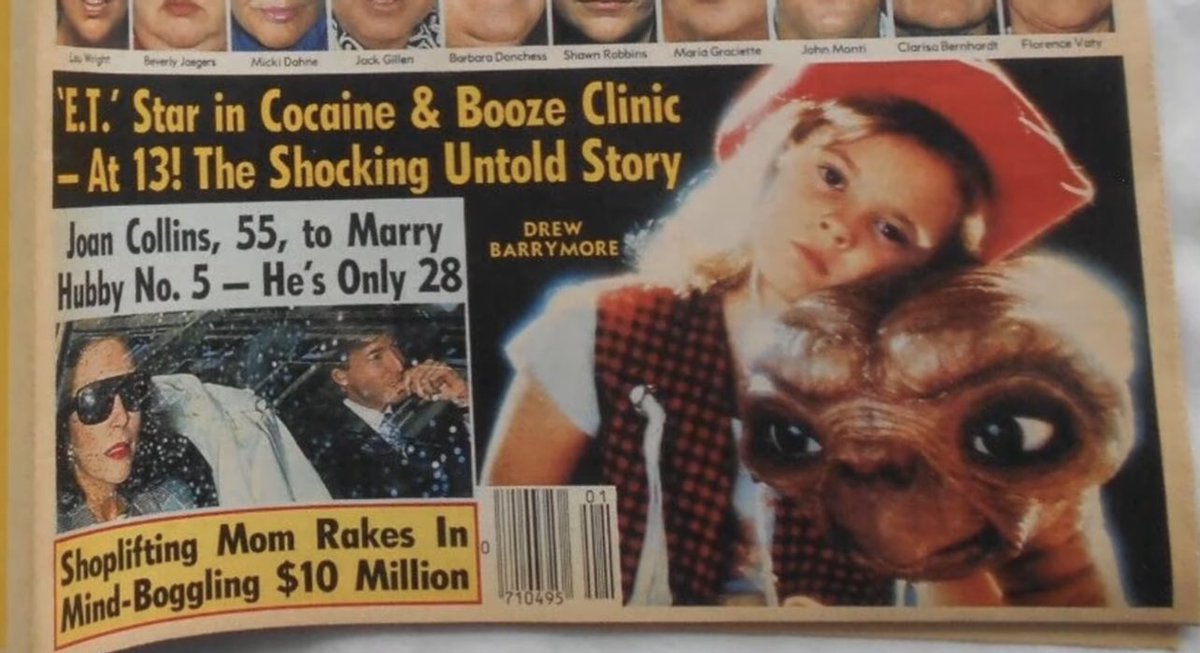 Lou Wright Beverly Jaegers Micki Dahne Jack Gillen Barbara Donchess Shawn Robbins Maria Graciette John Monti Clarisa Bernhardt Florence Vaty
'E.T.' Star in Cocaine & Booze Clinic
– At 13! The Shocking Untold Story
DREW
BARRYMORE
Joan Collins, 55, to Marry
Hubby No. 5 – He's Only 28
Shoplifting Mom Rakes In
Mind-Boggling $10 Million
01
0
710495